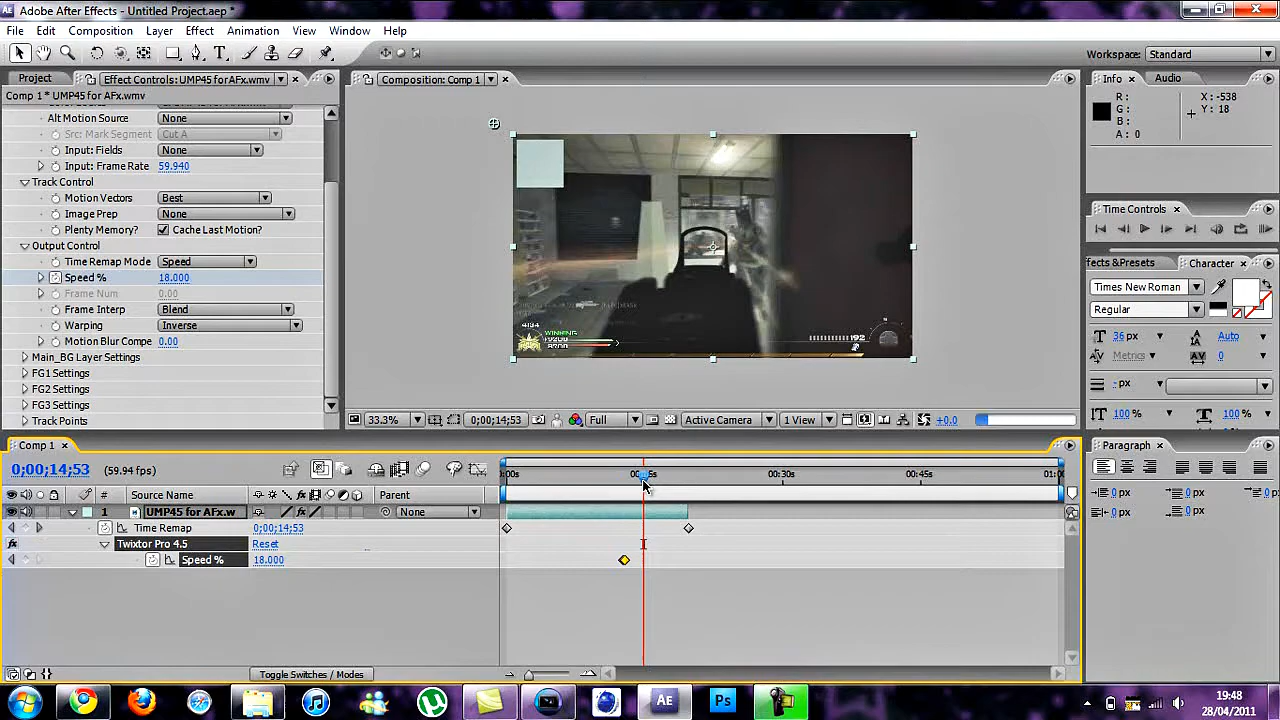 Adobe After Effects - Untitled Project.aep *
File Edit Composition Layer Effect Animation View Window Help
Workspace: Standard
Project Effect Controls: UMP45 for AFx.wmv
Composition: Comp 1
Info Audio
Comp 1 * UMP45 for AFx.wmv
R :
G :
B :
A : 0
X : -538
Y : 18
Alt Motion Source None
Src: Mark Segment Cut A
Input: Fields None
Input: Frame Rate 59.940
Track Control
Motion Vectors Best
Image Prep None
Plenty Memory? Cache Last Motion?
Output Control
Time Remap Mode Speed
Speed % 18.000
Frame Num 0.00
Frame Interp Blend
Warping Inverse
Motion Blur Compe 0.00
Main_BG Layer Settings
FG1 Settings
FG2 Settings
FG3 Settings
Track Points
WINNING
192
33.3% 0;00;14;53 Full Active Camera 1 View +0.0
Time Controls
ffects & Presets Character
Times New Roman
Regular
36 px Auto
Metrics 0
- px
100 % 100 %
Comp 1
0;00;14;53 (59.94 fps)
:00s 00:30s 00:45s 01:00
# Source Name Parent
1 UMP45 for AFx.w None
Time Remap 0;00;14;53
Twixtor Pro 4.5 Reset
Speed % 18.000
Toggle Switches / Modes
Paragraph
0 px 0 px
0 px 0 px
Ae Ps
19:48
28/04/2011